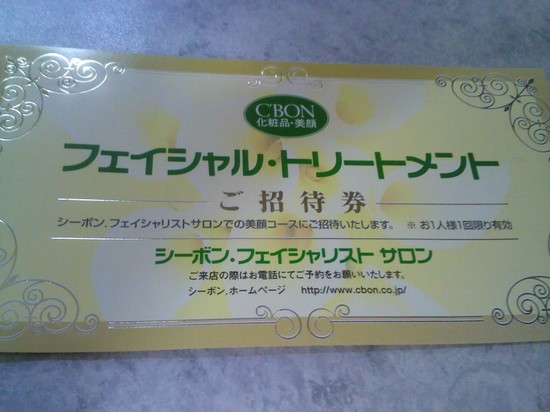 C'BON
化粧品・美顔
フェイシャル・トリートメント
ご招待券
シーボン.フェイシャリストサロンでの美顔コースにご招待いたします。 ※ お1人様1回限り有効
シーボン.フェイシャリスト サロン
ご来店の際はお電話にてご予約をお願いいたします。
シーボン.ホームページ http://www.cbon.co.jp/